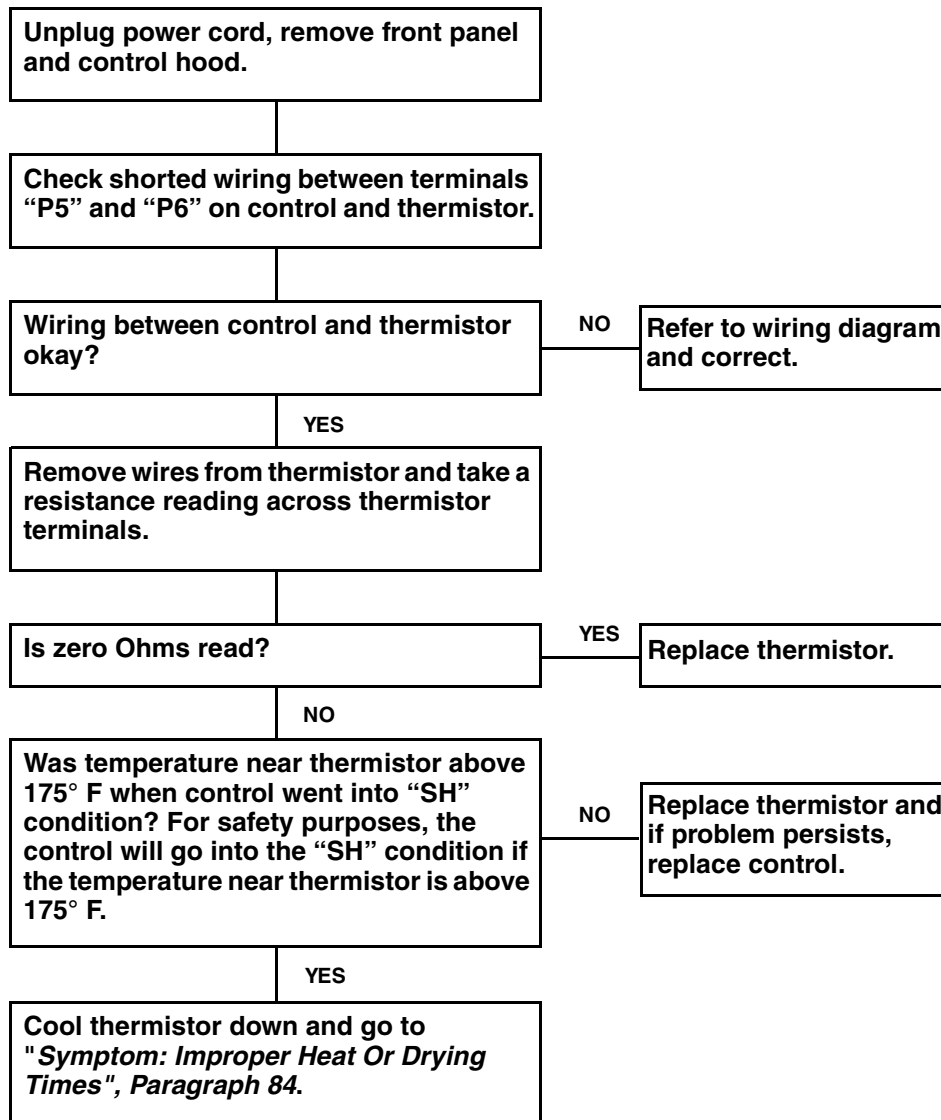 Unplug power cord, remove front panel
and control hood.
Check shorted wiring between terminals
“P5” and “P6” on control and thermistor.
Wiring between control and thermistor
okay?
NO
Refer to wiring diagram
and correct.
YES
Remove wires from thermistor and take a
resistance reading across thermistor
terminals.
Is zero Ohms read?
YES
Replace thermistor.
NO
Was temperature near thermistor above
175° F when control went into “SH”
condition? For safety purposes, the
control will go into the “SH” condition if
the temperature near thermistor is above
175° F.
NO
Replace thermistor and
if problem persists,
replace control.
YES
Cool thermistor down and go to
"Symptom: Improper Heat Or Drying
Times", Paragraph 84.